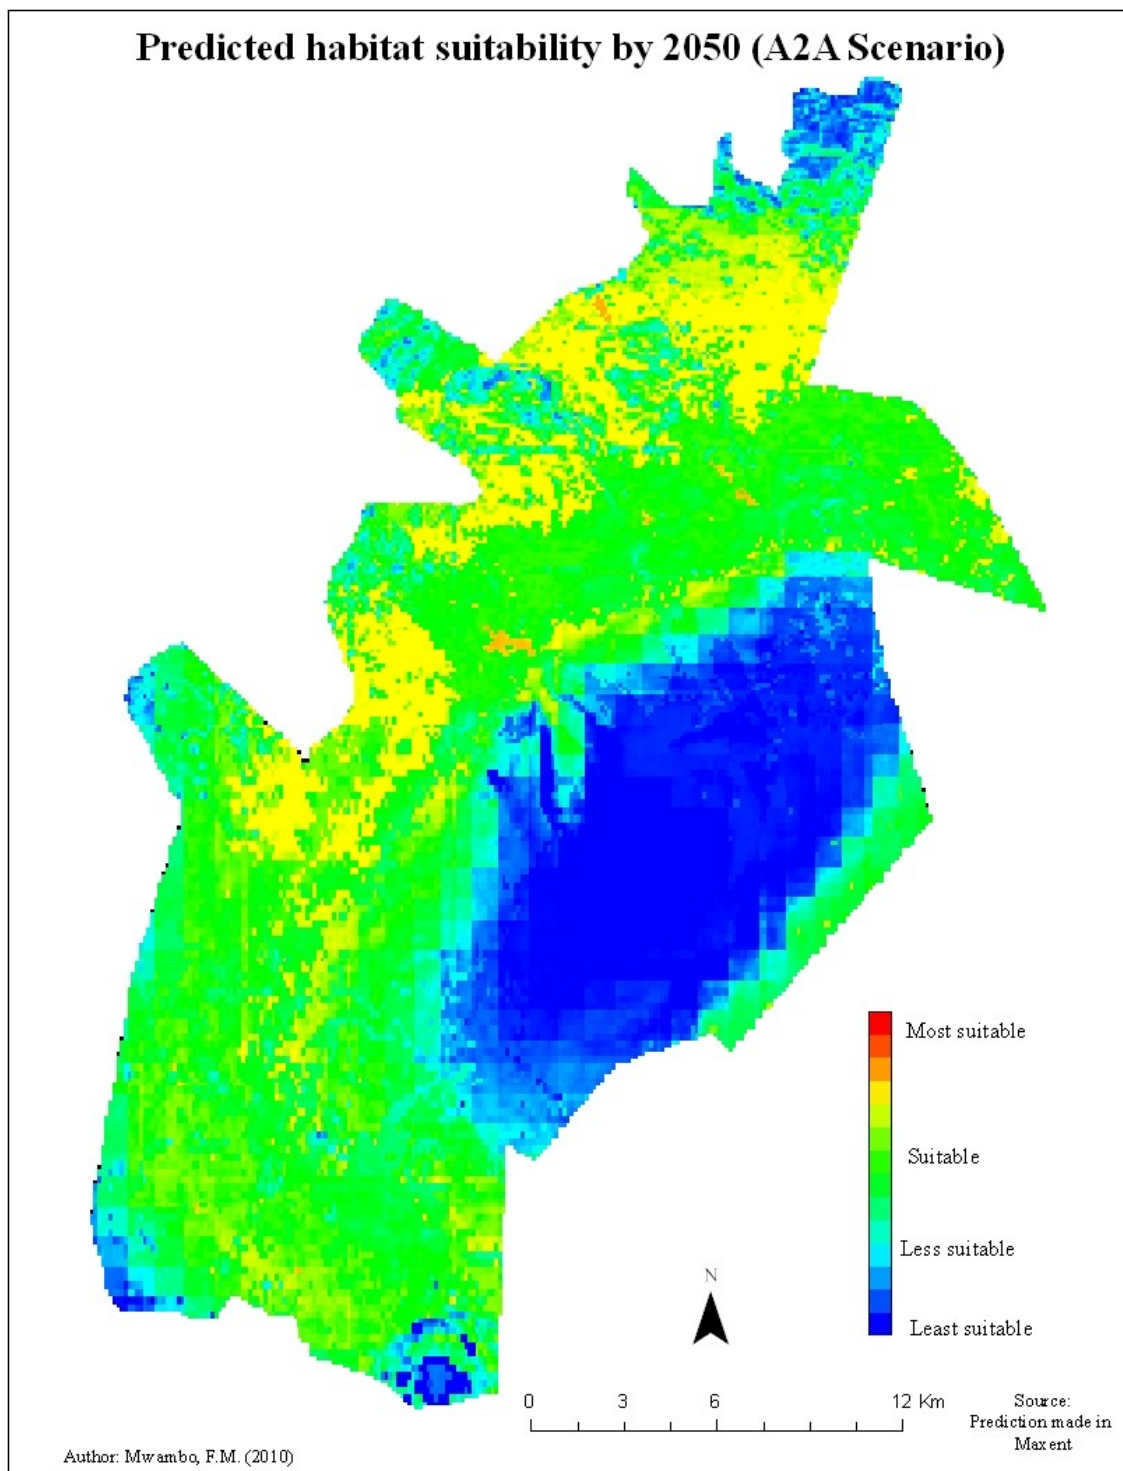 Predicted habitat suitability by 2050 (A2A Scenario)
Most suitable
Suitable
Less suitable
Least suitable
N
0 3 6 12 Km
Source:
Prediction made in
Maxent
Author: Mwambo, F.M. (2010)